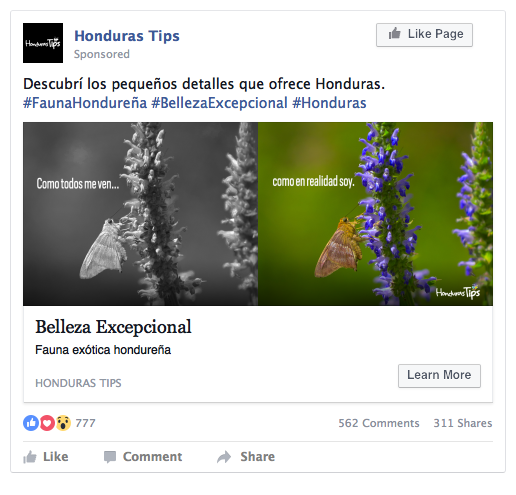 HondurasTips
Honduras Tips
Sponsored
Like Page
Descubrí los pequeños detalles que ofrece Honduras.
#FaunaHondureña #BellezaExcepcional #Honduras
Como todos me ven...
como en realidad soy.
HondurasTips
Belleza Excepcional
Fauna exótica hondureña
HONDURAS TIPS
Learn More
777
562 Comments
311 Shares
Like
Comment
Share